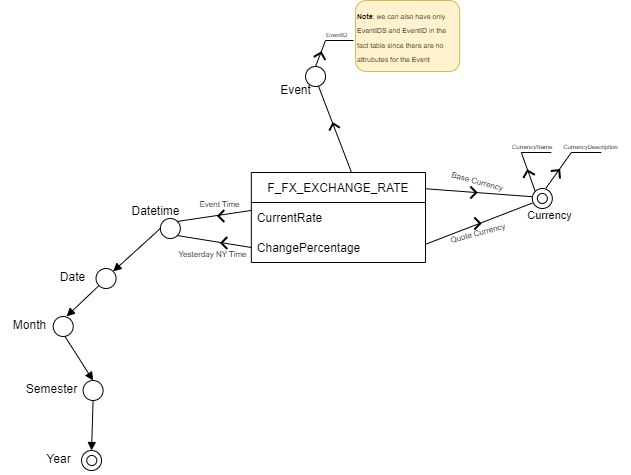 Note: we can also have only
EventIDS and EventID in the
fact table since there are no
attrubutes for the Event
EventID
Event
CurrencyName
CurrencyDescription
F_FX_EXCHANGE_RATE
Base Currency
Event Time
Datetime
CurrentRate
Currency
Quote Currency
ChangePercentage
Yesterday NY Time
Date
Month
Semester
Year